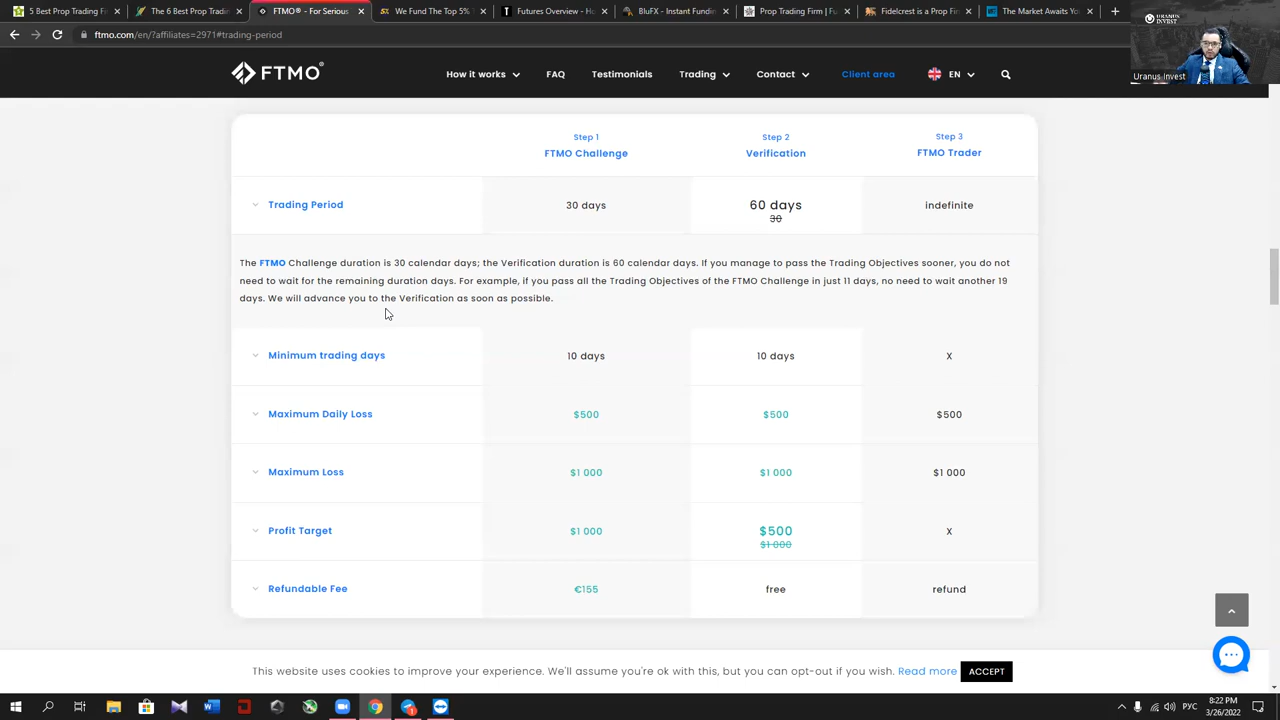 5 Best Prop Trading Fi
The 6 Best Prop Tradin
FTMO® - For Serious
We Fund The Top 5%
Futures Overview - Ho
BluFX - Instant Fundin
Prop Trading Firm | Fu
Fidelcrest is a Prop Fi
The Market Awaits Yo
ftmo.com/en/?affiliates=2971#trading-period
URANUS
INVEST
Uranus Invest
FTMO®
How it works
FAQ
Testimonials
Trading
Contact
Client area
EN
Step 1
FTMO Challenge
Step 2
Verification
Step 3
FTMO Trader
Trading Period
30 days
60 days
30
indefinite
The FTMO Challenge duration is 30 calendar days; the Verification duration is 60 calendar days. If you manage to pass the Trading Objectives sooner, you do not
need to wait for the remaining duration days. For example, if you pass all the Trading Objectives of the FTMO Challenge in just 11 days, no need to wait another 19
days. We will advance you to the Verification as soon as possible.
Minimum trading days
10 days
10 days
X
Maximum Daily Loss
$500
$500
$500
Maximum Loss
$1 000
$1 000
$1 000
Profit Target
$1 000
$500
$1 000
X
Refundable Fee
€155
free
refund
This website uses cookies to improve your experience. We'll assume you're ok with this, but you can opt-out if you wish. Read more ACCEPT
РУС
8:22 PM
3/26/2022